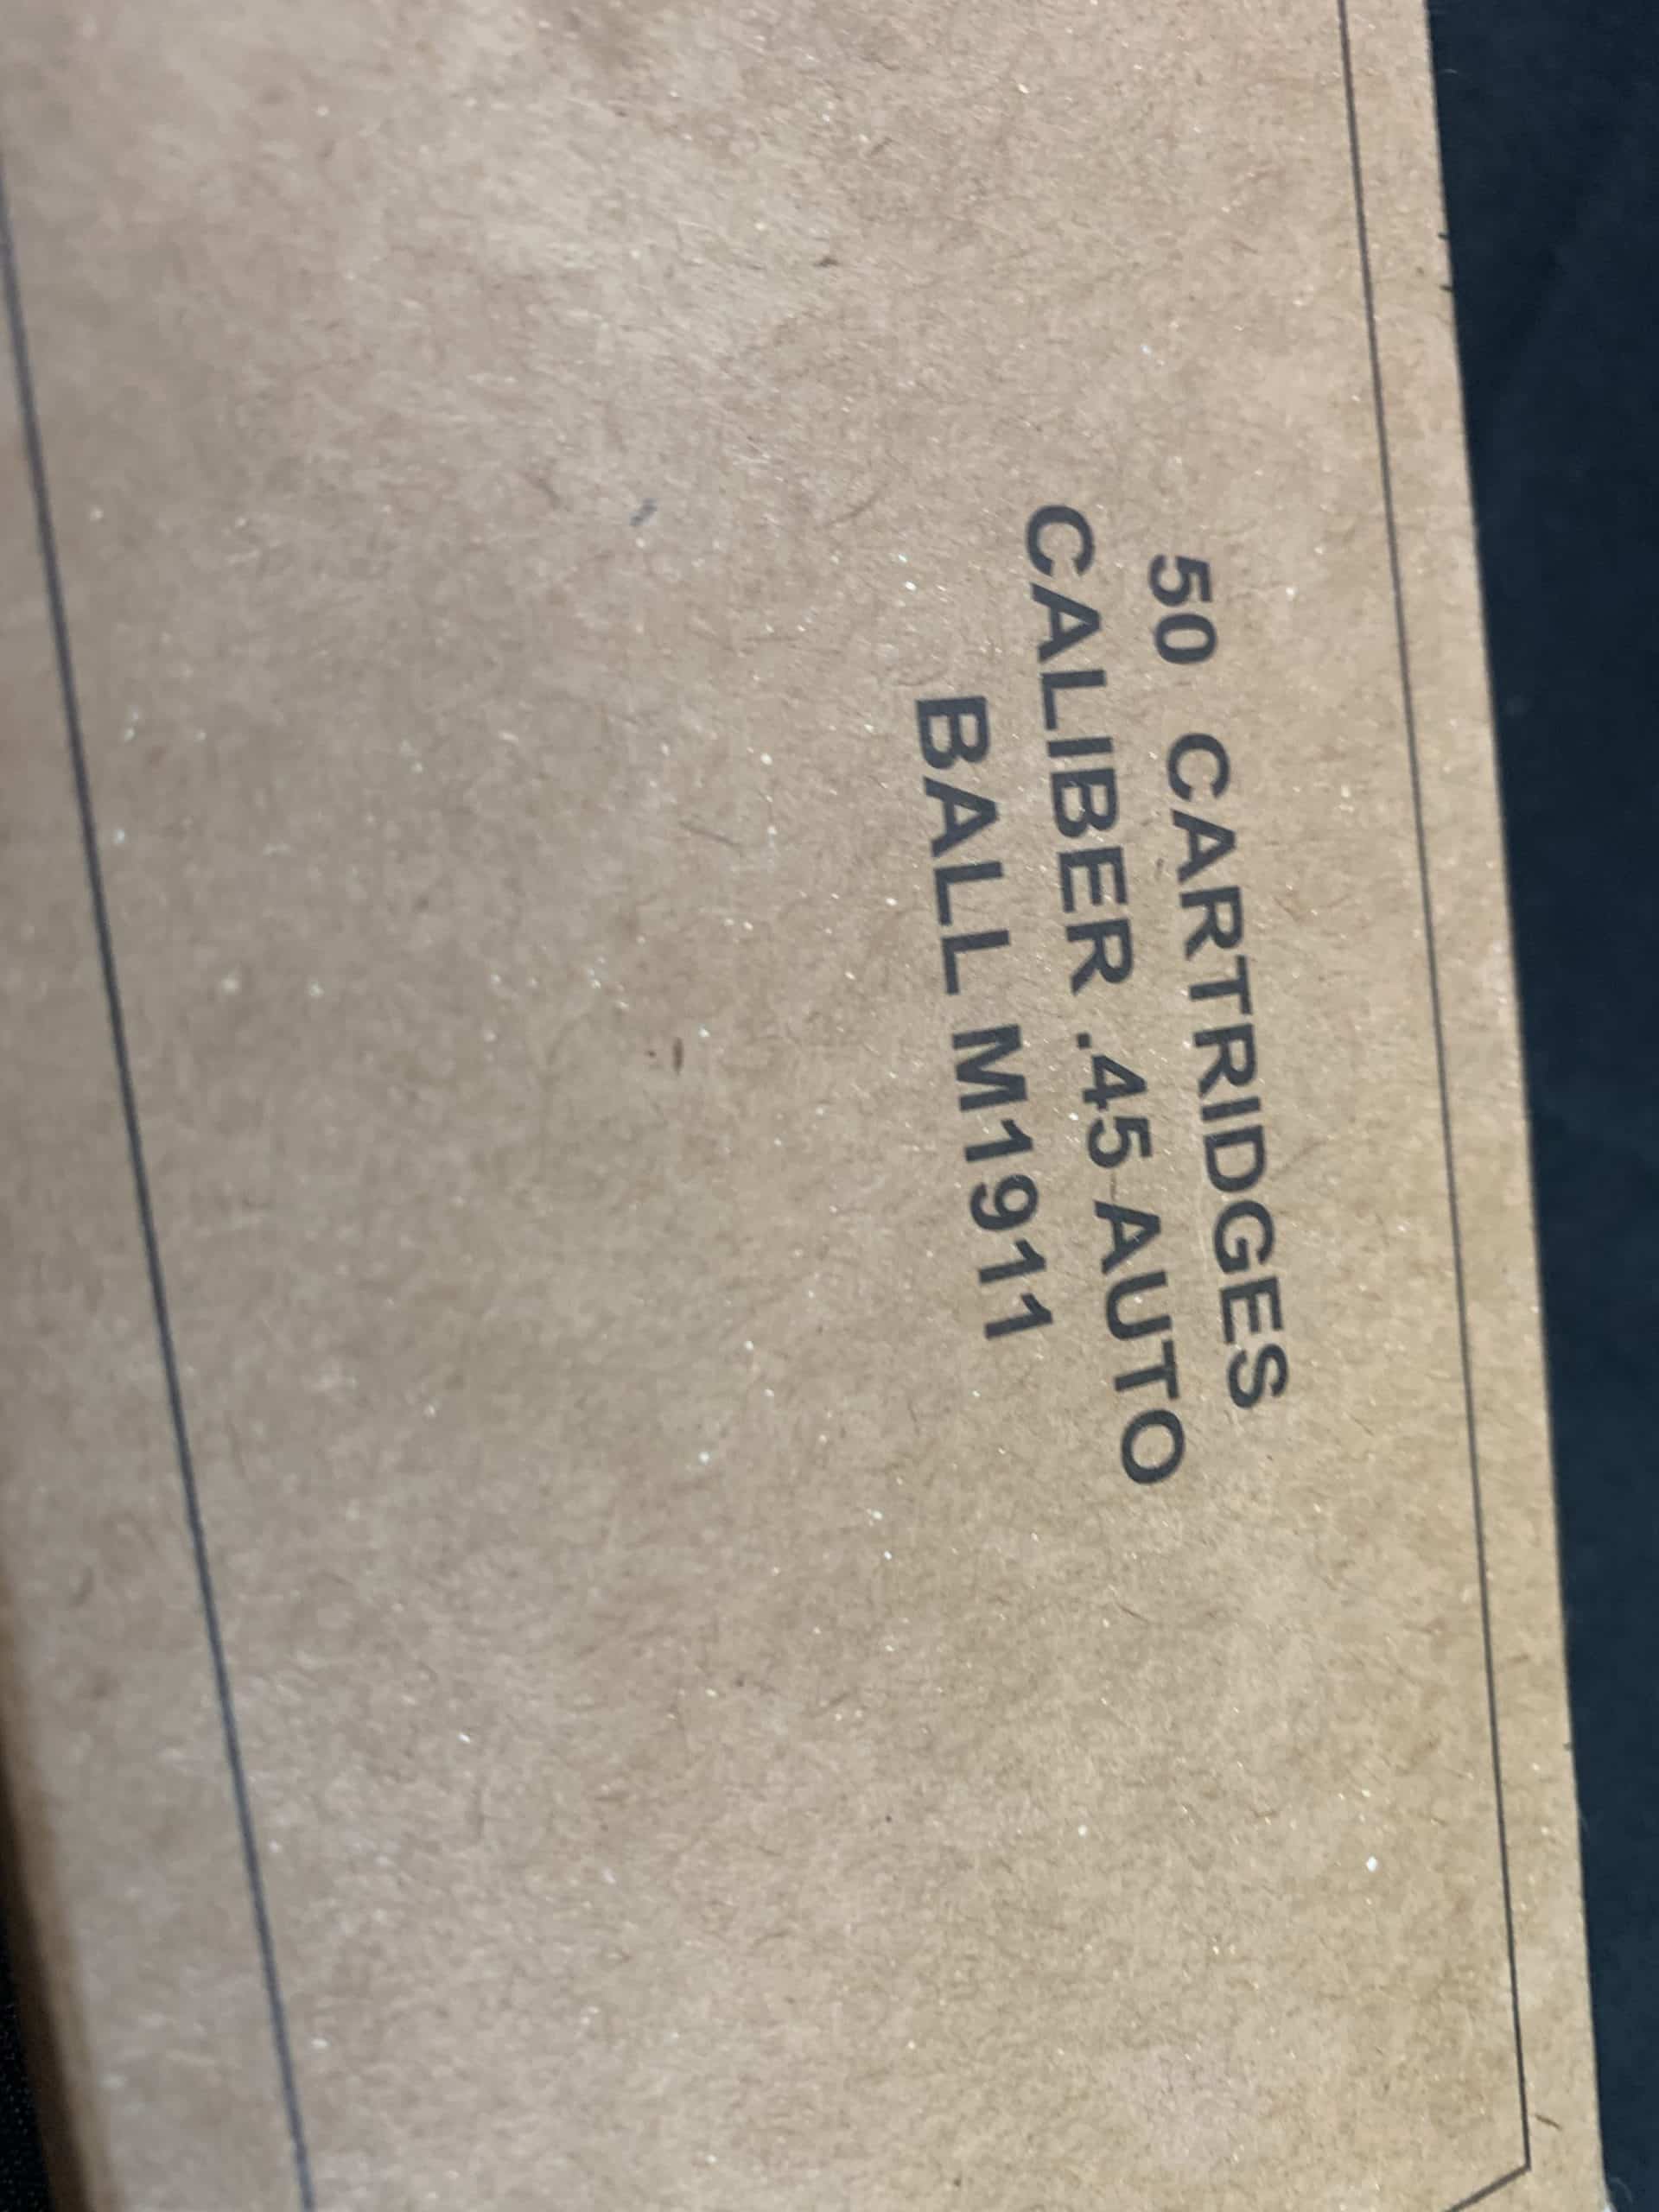 50 CARTRIDGES
CALIBER .45 AUTO
BALL M1911